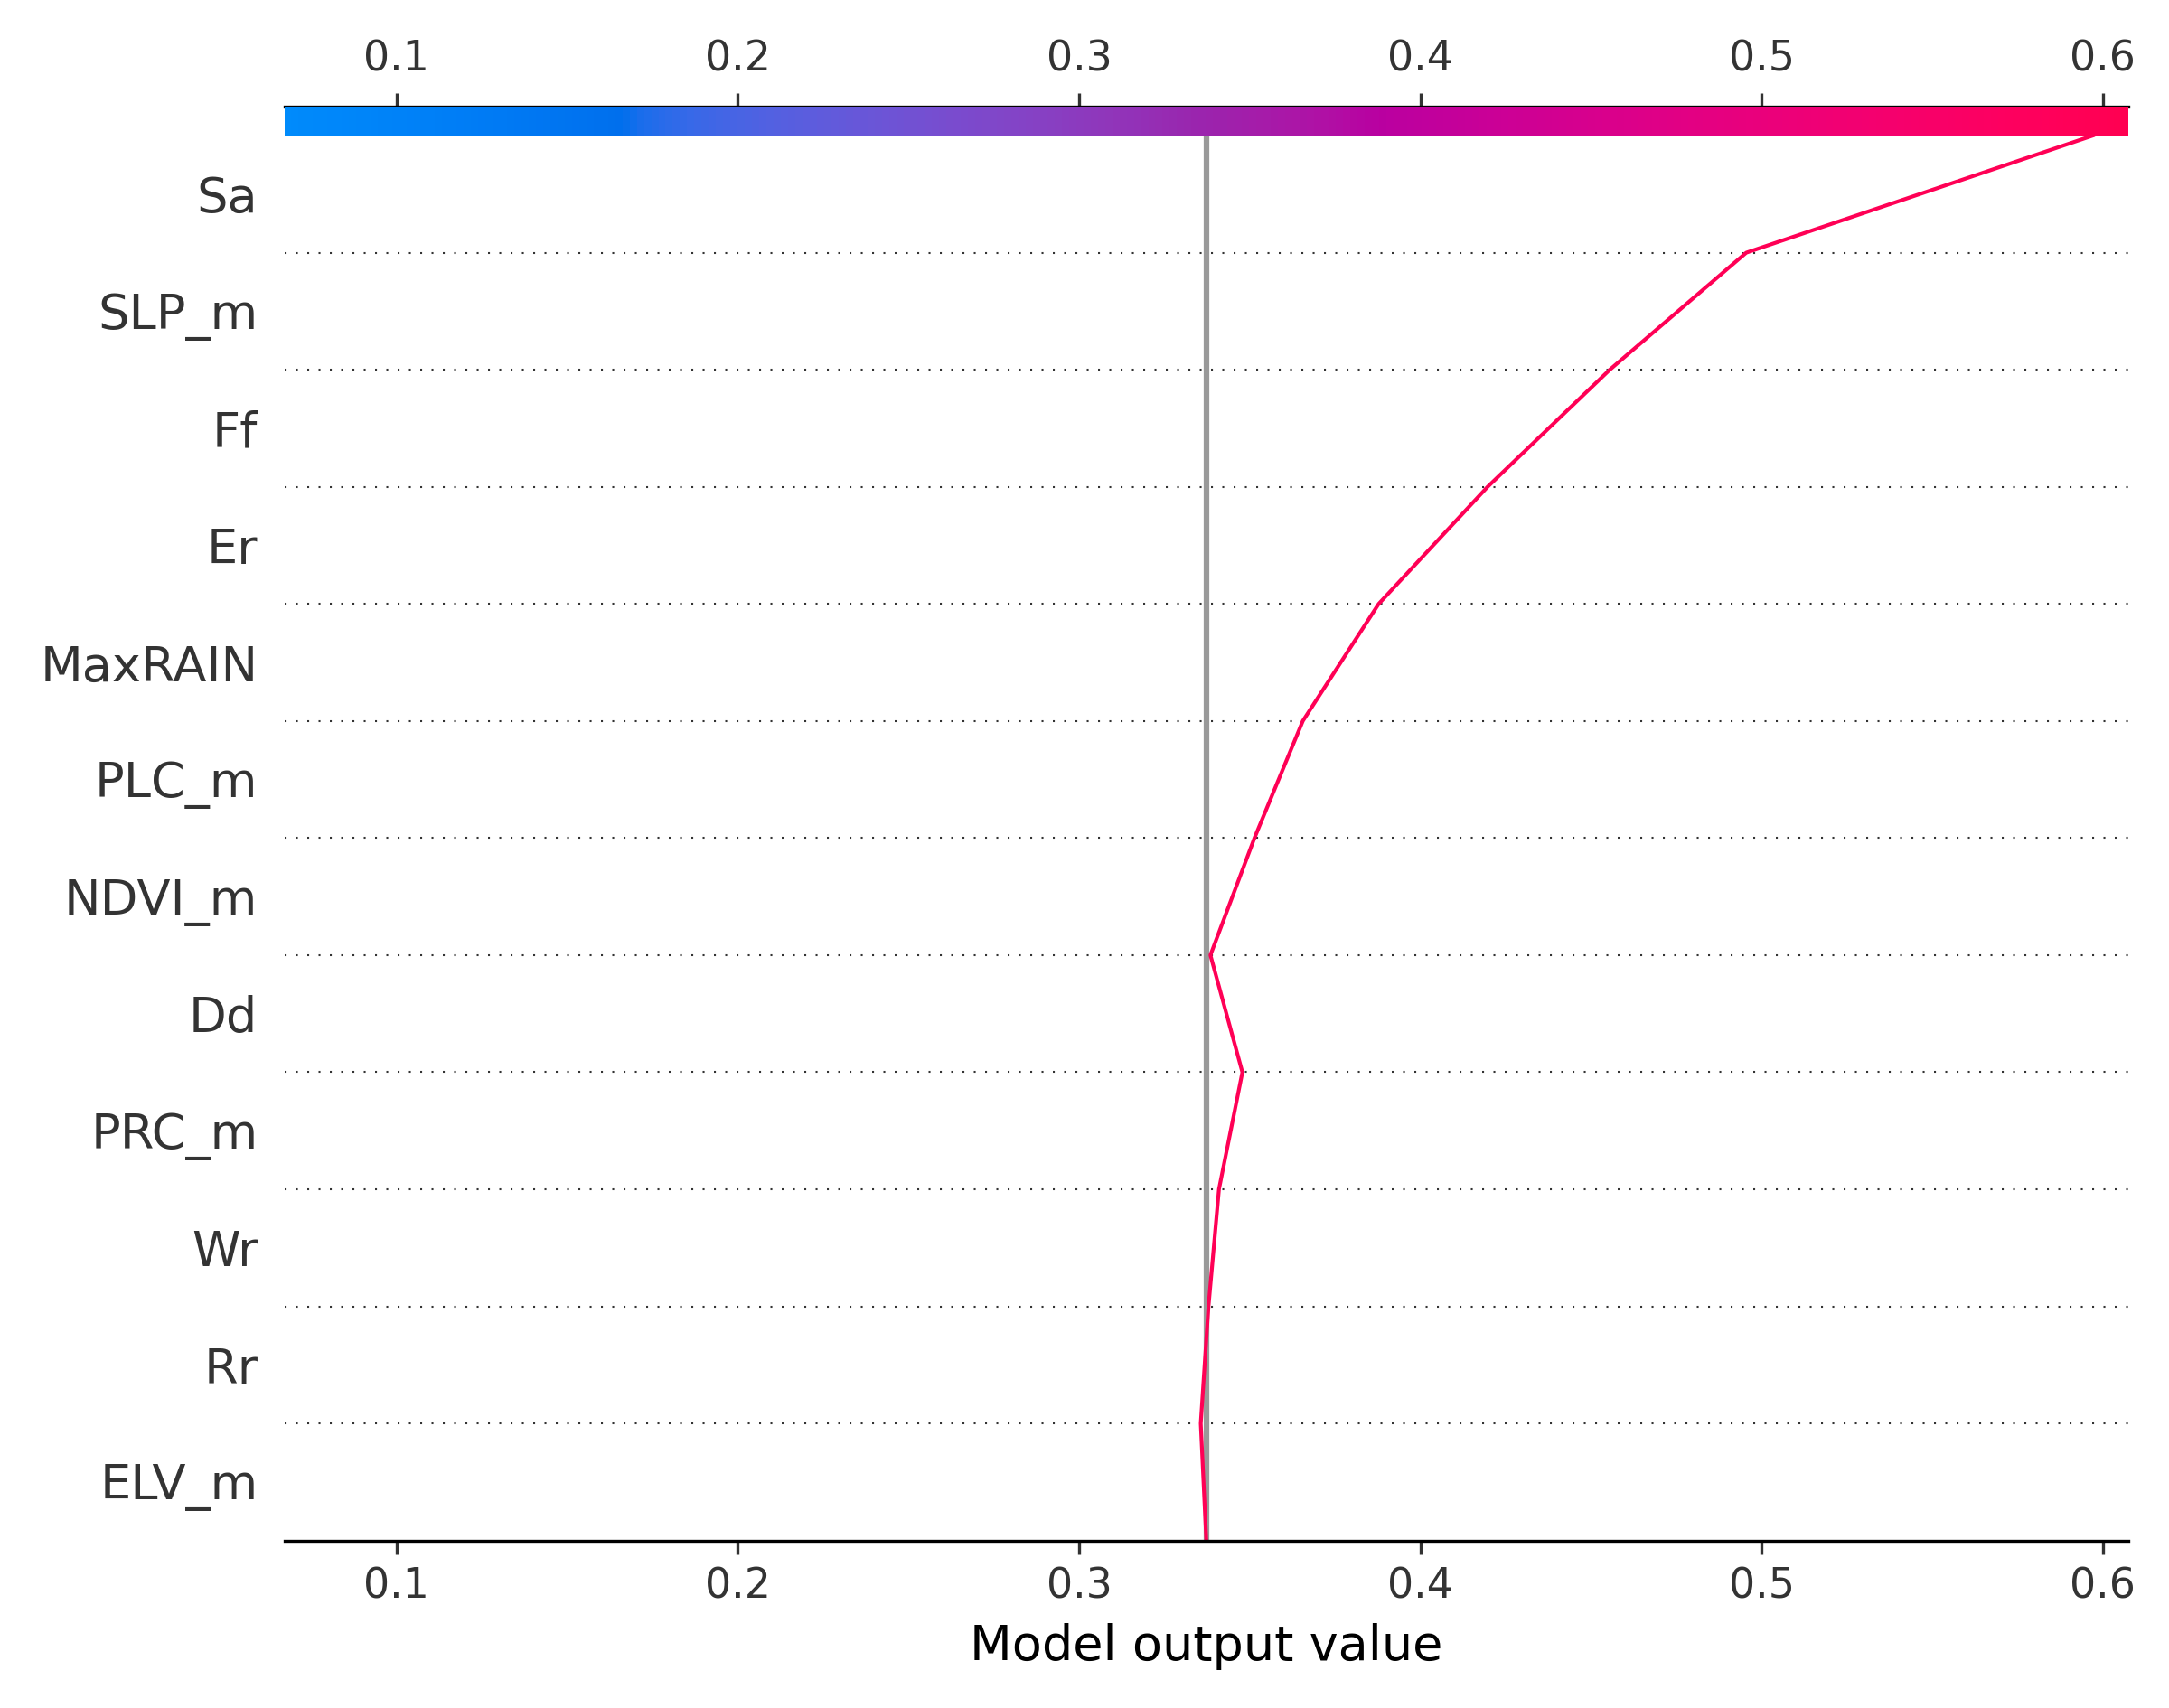 0.1 0.2 0.3 0.4 0.5 0.6
Sa
SLP_m
Ff
Er
MaxRAIN
PLC_m
NDVI_m
Dd
PRC_m
Wr
Rr
ELV_m
0.1 0.2 0.3 0.4 0.5 0.6
Model output value